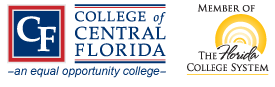 CF
COLLEGE of
CENTRAL
FLORIDA
–an equal opportunity college–
MEMBER OF
THE Florida
COLLEGE SYSTEM